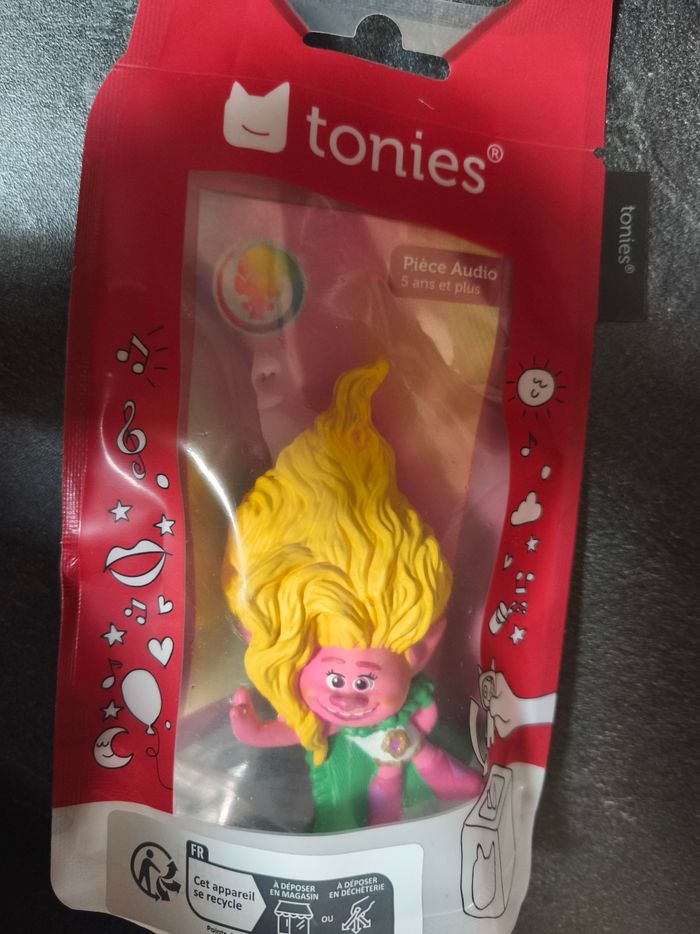 tonies®
tonies®
Pièce Audio
5 ans et plus
FR
Cet appareil
se recycle
À DÉPOSER
EN MAGASIN
OU
À DÉPOSER
EN DÉCHÈTERIE